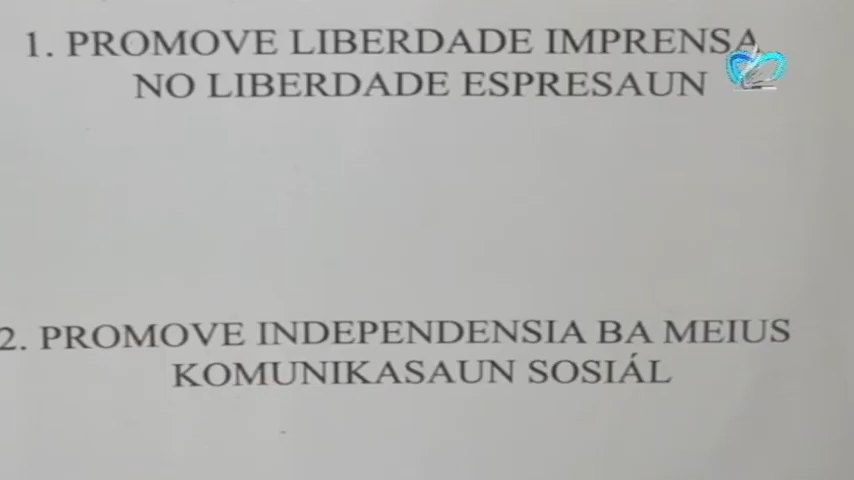 1. PROMOVE LIBERDADE IMPRENSA
NO LIBERDADE ESPRESAUN
2. PROMOVE INDEPENDENSIA BA MEIUS
KOMUNIKASAUN SOSIÁL